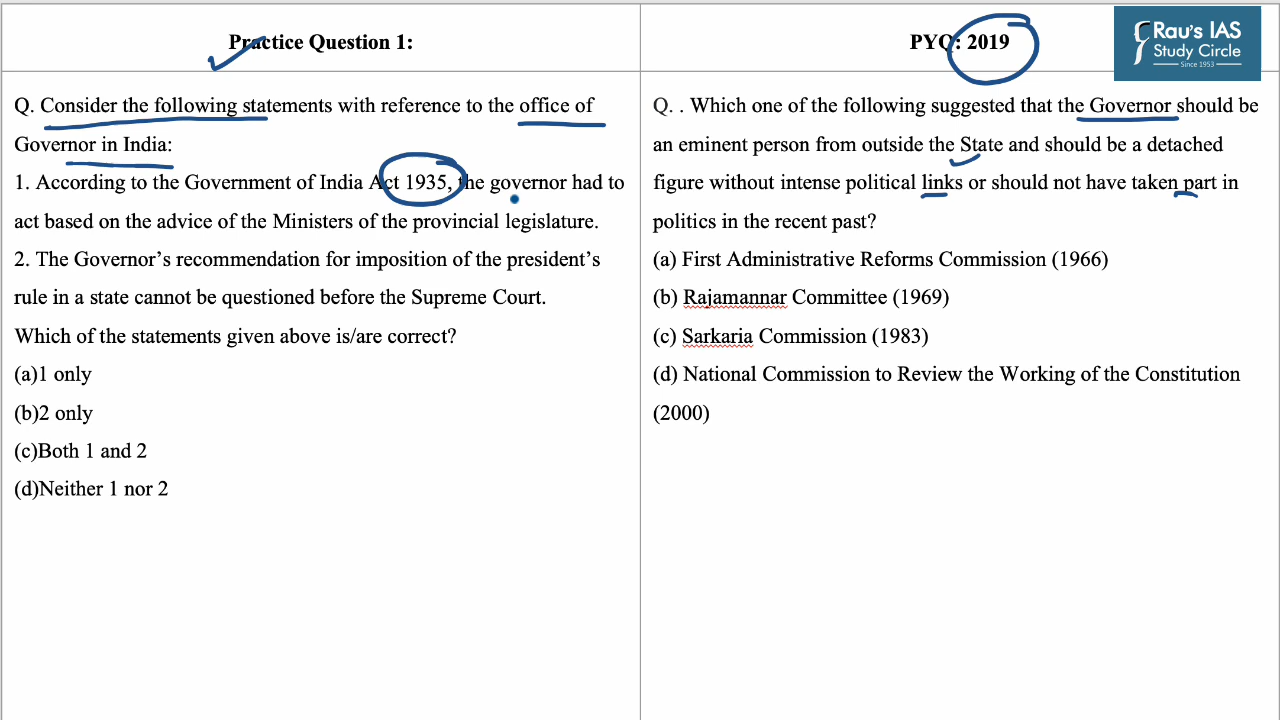 Practice Question 1:
Q. Consider the following statements with reference to the office of
Governor in India:
1. According to the Government of India Act 1935, the governor had to
act based on the advice of the Ministers of the provincial legislature.
2. The Governor’s recommendation for imposition of the president’s
rule in a state cannot be questioned before the Supreme Court.
Which of the statements given above is/are correct?
(a)1 only
(b)2 only
(c)Both 1 and 2
(d)Neither 1 nor 2
PYQ: 2019
Q. . Which one of the following suggested that the Governor should be
an eminent person from outside the State and should be a detached
figure without intense political links or should not have taken part in
politics in the recent past?
(a) First Administrative Reforms Commission (1966)
(b) Rajamannar Committee (1969)
(c) Sarkaria Commission (1983)
(d) National Commission to Review the Working of the Constitution
(2000)
Rau's IAS
Study Circle
Since 1953